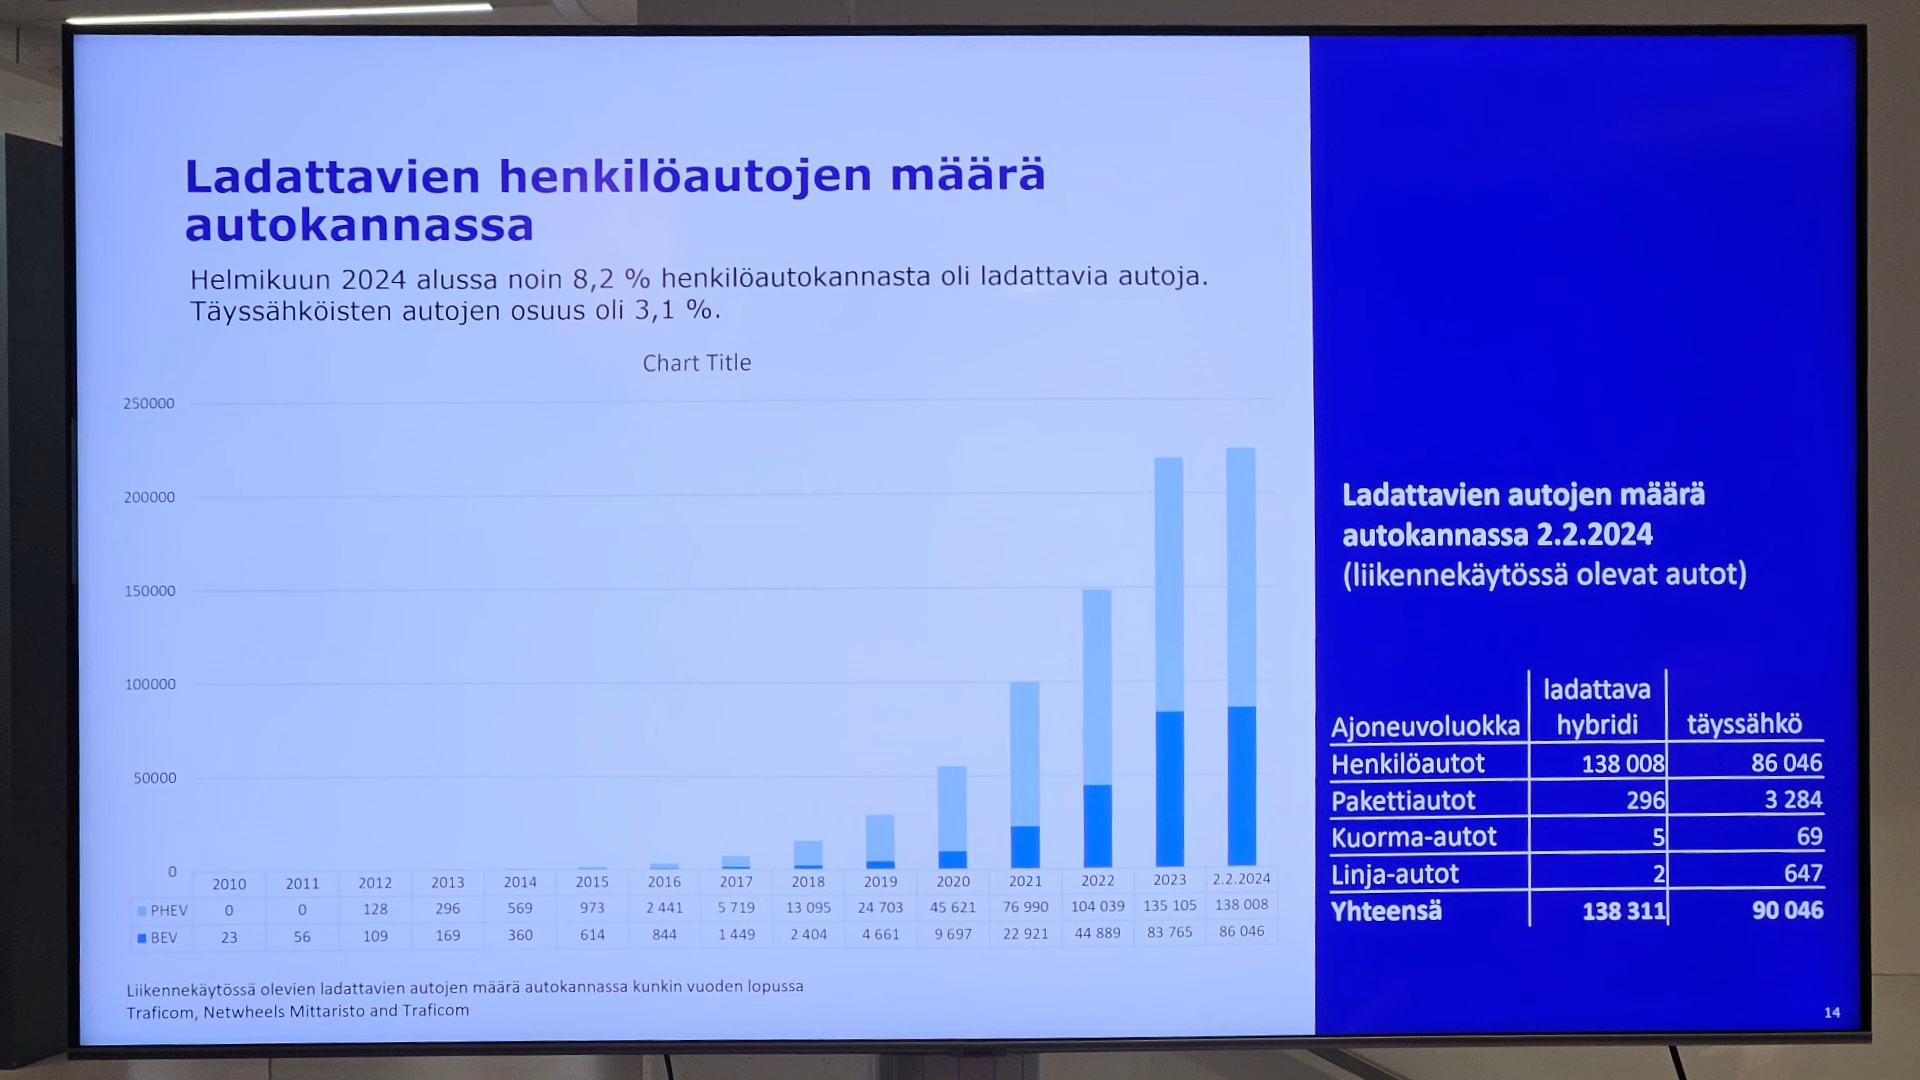 Ladattavien henkilöautojen määrä
autokannassa
Helmikuun 2024 alussa noin 8,2 % henkilöautokannasta oli ladattavia autoja.
Täyssähköisten autojen osuus oli 3,1 %.
Chart Title
250000
200000
150000
100000
50000
0
2010 2011 2012 2013 2014 2015 2016 2017 2018 2019 2020 2021 2022 2023 2.2.2024
PHEV 0 0 128 296 569 973 2 441 5 719 13 095 24 703 45 621 76 990 104 039 135 105 138 008
BEV 23 56 109 169 360 614 844 1 449 2 404 4 661 9 697 22 921 44 889 83 765 86 046
Liikennekäytössä olevien ladattavien autojen määrä autokannassa kunkin vuoden lopussa
Traficom, Netwheels Mittaristo and Traficom
Ladattavien autojen määrä
autokannassa 2.2.2024
(liikennekäytössä olevat autot)
ladattava
Ajoneuvoluokka hybridi täyssähkö
Henkilöautot 138 008 86 046
Pakettiautot 296 3 284
Kuorma-autot 5 69
Linja-autot 2 647
Yhteensä 138 311 90 046
14